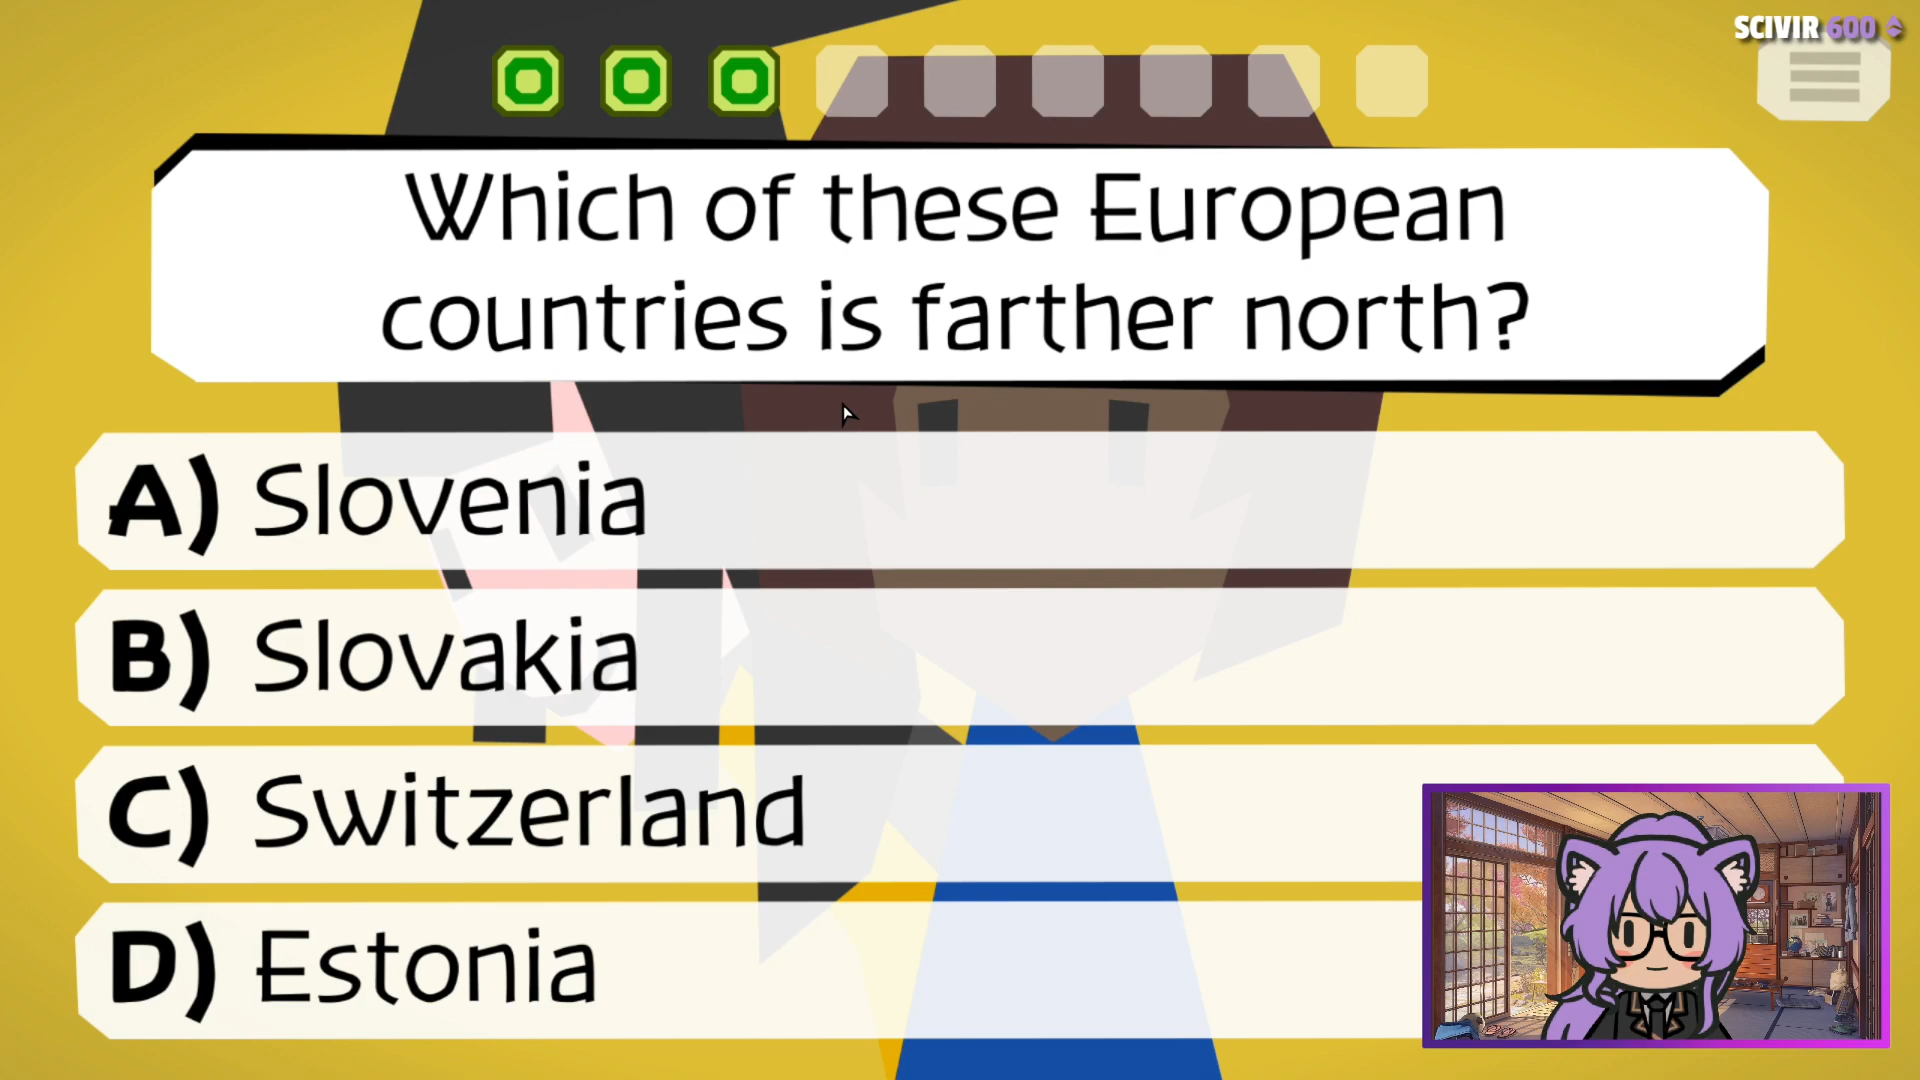 SCIVIR 600
Which of these European
countries is farther north?
A) Slovenia
B) Slovakia
C) Switzerland
D) Estonia